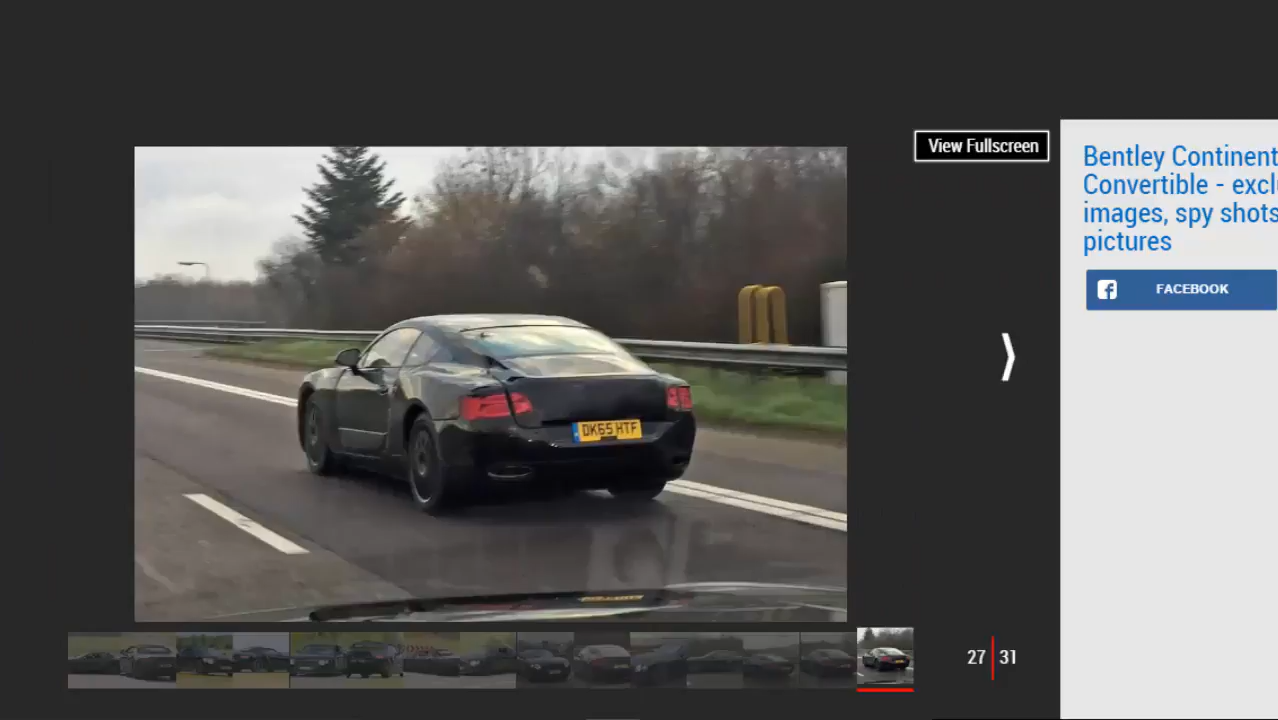 View Fullscreen
Bentley Continent
Convertible - excl
images, spy shots
pictures
FACEBOOK
DK65 HTF
27 31